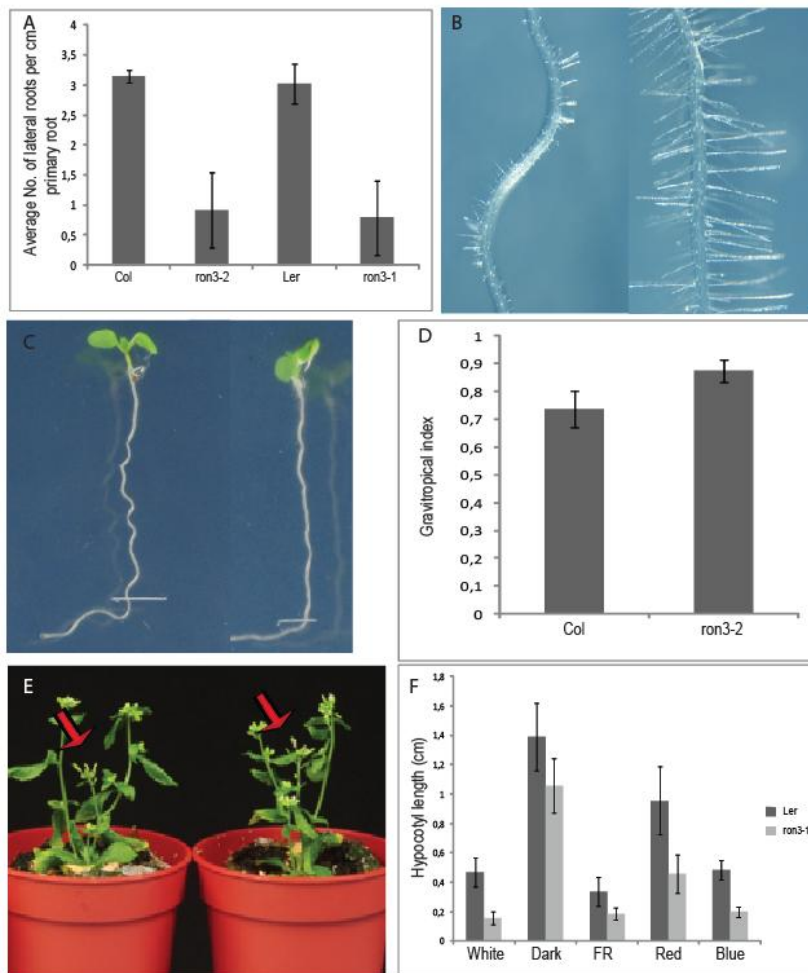 A
Average No. of lateral roots per cm
primary root
4
3,5
3
2,5
2
1,5
1
0,5
0
Col
ron3-2
Ler
ron3-1
B
C
D
Gravitropical index
1
0,9
0,8
0,7
0,6
0,5
0,4
0,3
0,2
0,1
0
Col
ron3-2
E
F
Hypocotyl length (cm)
1,8
1,6
1,4
1,2
1
0,8
0,6
0,4
0,2
0
White
Dark
FR
Red
Blue
Ler
ron3-1